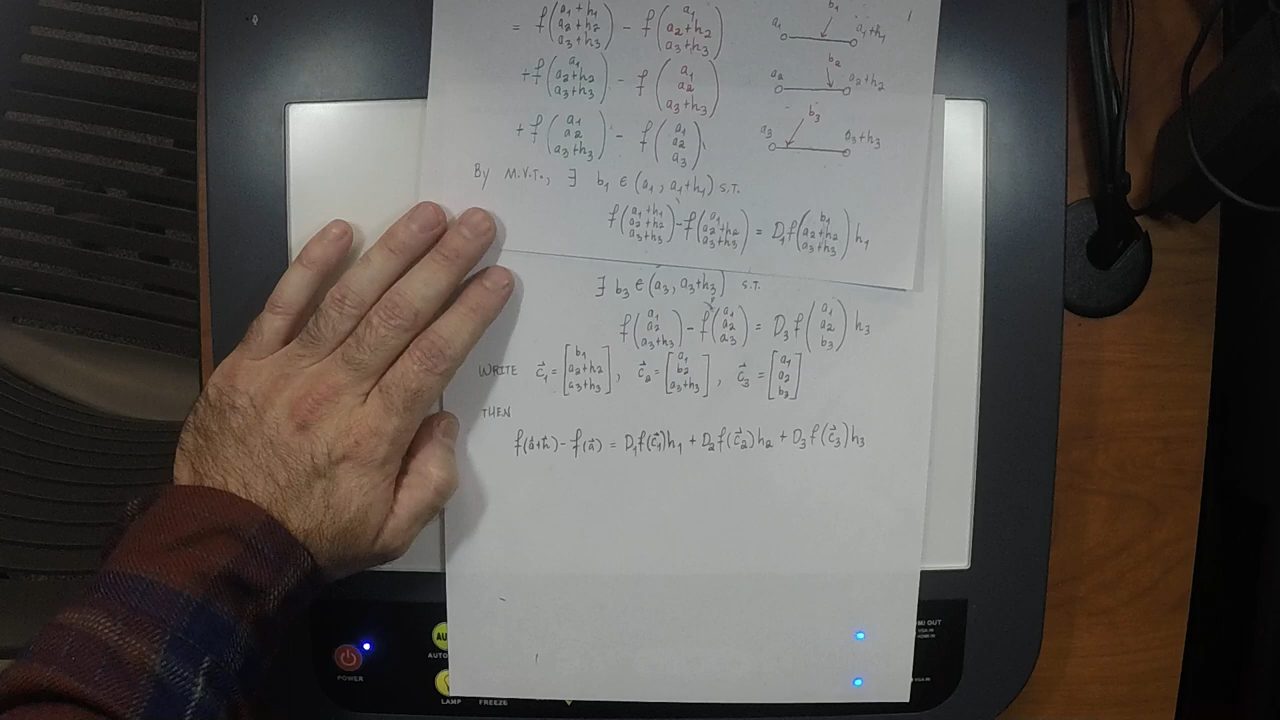 = f(a₁+h₁ a₂+h₂ a₃+h₃) − f(a₁ a₂+h₂ a₃+h₃)
+ f(a₁ a₂+h₂ a₃+h₃) − f(a₁ a₂ a₃+h₃)
+ f(a₁ a₂ a₃+h₃) − f(a₁ a₂ a₃)
b₁
a₁ a₁+h₁
b₂
a₂ a₂+h₂
b₃
a₃ a₃+h₃
1
By M.V.T., ∃ b₁ ∈ (a₁, a₁+h₁) s.t.
f(a₁+h₁ a₂+h₂ a₃+h₃) − f(a₁ a₂+h₂ a₃+h₃) = D₁f(b₁ a₂+h₂ a₃+h₃) h₁
∃ b₃ ∈ (a₃, a₃+h₃) s.t.
f(a₁ a₂ a₃+h₃) − f(a₁ a₂ a₃) = D₃f(a₁ a₂ b₃) h₃
WRITE c⃗₁ = [b₁ a₂+h₂ a₃+h₃], c⃗₂ = [a₁ b₂ a₃+h₃], c⃗₃ = [a₁ a₂ b₃]
THEN
f(a⃗+h⃗) − f(a⃗) = D₁f(c⃗₁)h₁ + D₂f(c⃗₂)h₂ + D₃f(c⃗₃)h₃
POWER
LAMP FREEZE